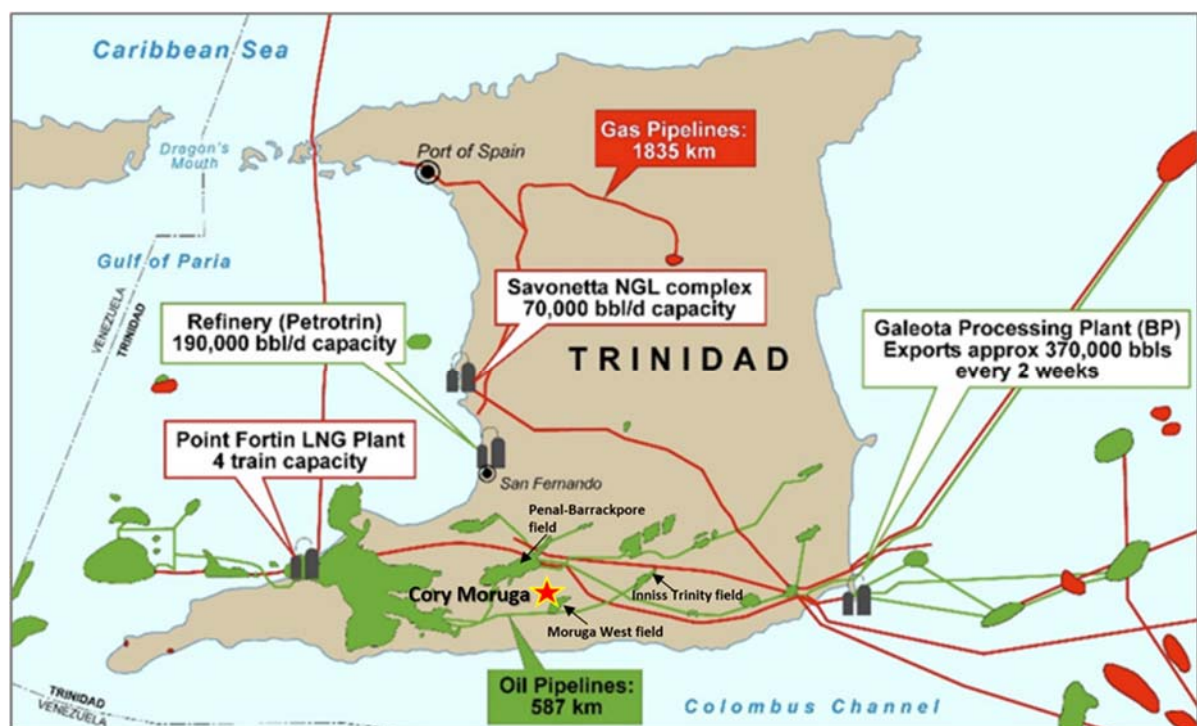 Caribbean Sea
Dragon's
Mouth
Port of Spain
Gas Pipelines:
1835 km
Gulf of Paria
VENEZUELA
TRINIDAD
Savonetta NGL complex
70,000 bbl/d capacity
Refinery (Petrotrin)
190,000 bbl/d capacity
TRINIDAD
Galeota Processing Plant (BP)
Exports approx 370,000 bbls
every 2 weeks
Point Fortin LNG Plant
4 train capacity
San Fernando
Penal-Barrackpore
field
Cory Moruga
Inniss Trinity field
Moruga West field
Oil Pipelines:
587 km
TRINIDAD
VENEZUELA
Columbus Channel